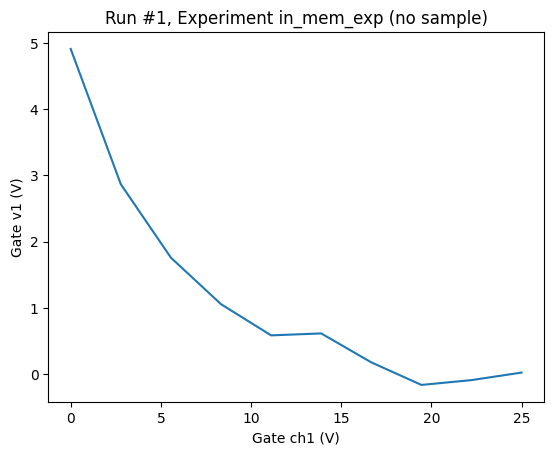 Run #1, Experiment in_mem_exp (no sample)
5
4
3
2
1
0
Gate v1 (V)
0 5 10 15 20 25
Gate ch1 (V)